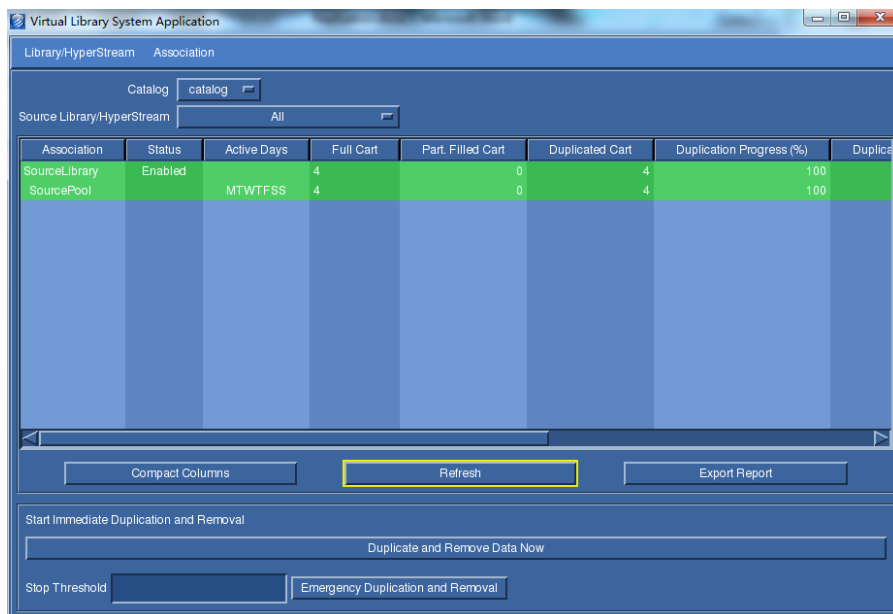 Virtual Library System Application
Library/HyperStream Association
Catalog catalog
Source Library/HyperStream All
Association Status Active Days Full Cart Part. Filled Cart Duplicated Cart Duplication Progress (%)
SourceLibrary Enabled 4 0 4 100
SourcePool MTWTFSS 4 0 4 100
Compact Columns Refresh Export Report
Start Immediate Duplication and Removal
Duplicate and Remove Data Now
Stop Threshold Emergency Duplication and Removal